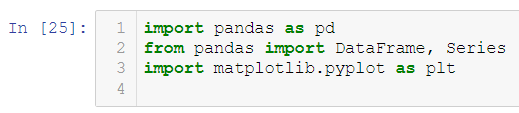 In [25]:
1 import pandas as pd
2 from pandas import DataFrame, Series
3 import matplotlib.pyplot as plt
4